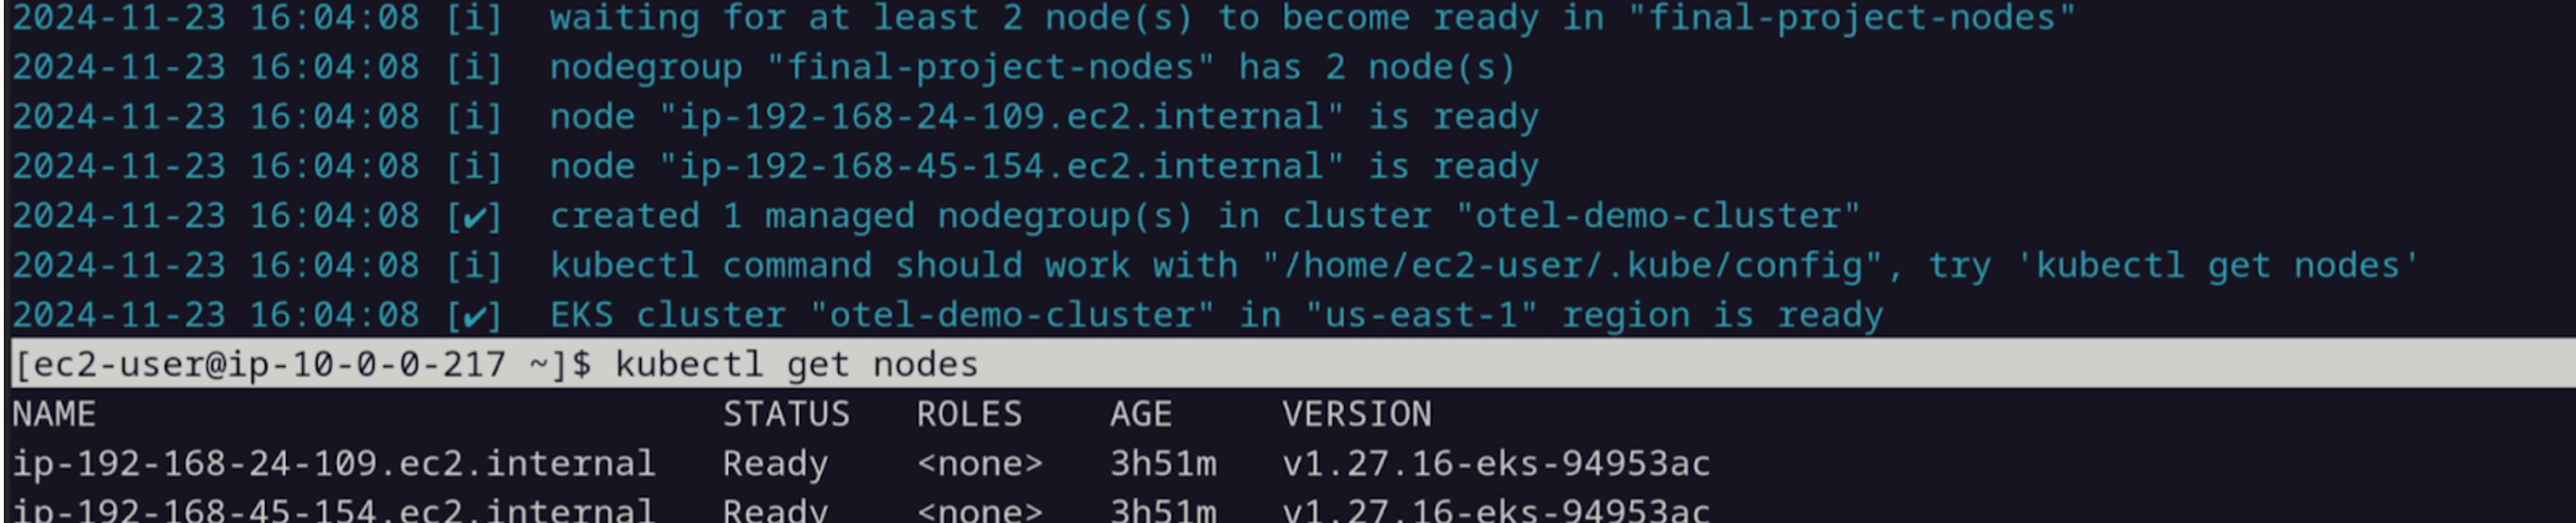 2024-11-23 16:04:08 [i]  waiting for at least 2 node(s) to become ready in "final-project-nodes"
2024-11-23 16:04:08 [i]  nodegroup "final-project-nodes" has 2 node(s)
2024-11-23 16:04:08 [i]  node "ip-192-168-24-109.ec2.internal" is ready
2024-11-23 16:04:08 [i]  node "ip-192-168-45-154.ec2.internal" is ready
2024-11-23 16:04:08 [✔]  created 1 managed nodegroup(s) in cluster "otel-demo-cluster"
2024-11-23 16:04:08 [i]  kubectl command should work with "/home/ec2-user/.kube/config", try 'kubectl get nodes'
2024-11-23 16:04:08 [✔]  EKS cluster "otel-demo-cluster" in "us-east-1" region is ready
[ec2-user@ip-10-0-0-217 ~]$ kubectl get nodes
NAME                             STATUS   ROLES    AGE     VERSION
ip-192-168-24-109.ec2.internal   Ready    <none>   3h51m   v1.27.16-eks-94953ac
ip-192-168-45-154.ec2.internal   Ready    <none>   3h51m   v1.27.16-eks-94953ac